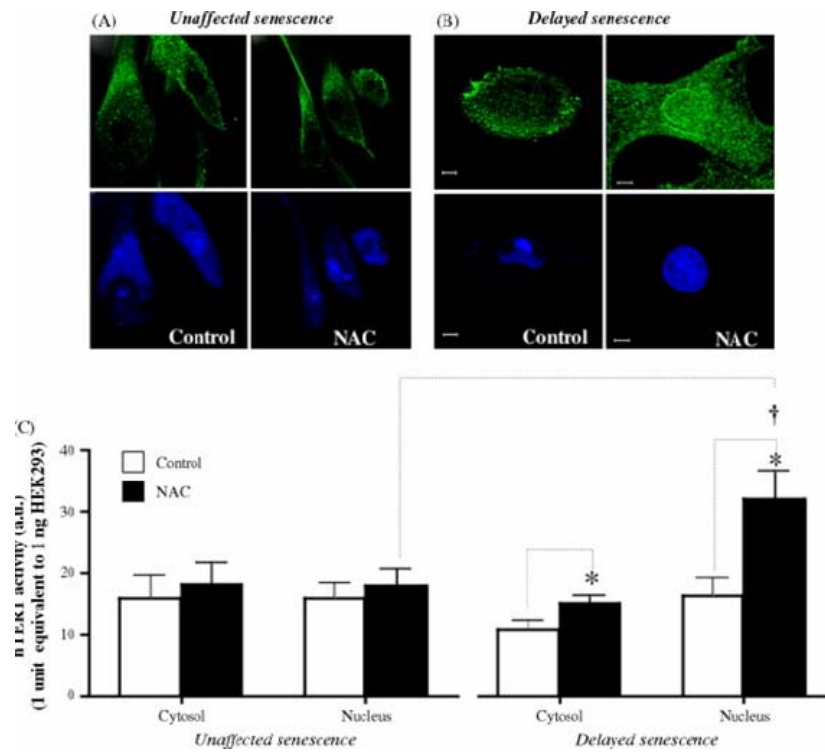 (A) Unaffected senescence (B) Delayed senescence
Control NAC Control NAC
C)
†
40 * 
Control
NAC
30
20 *
10
0
activity (a.u.)
(1 unit equivalent to 1 ng HEK293)
Cytosol Nucleus Cytosol Nucleus
Unaffected senescence Delayed senescence